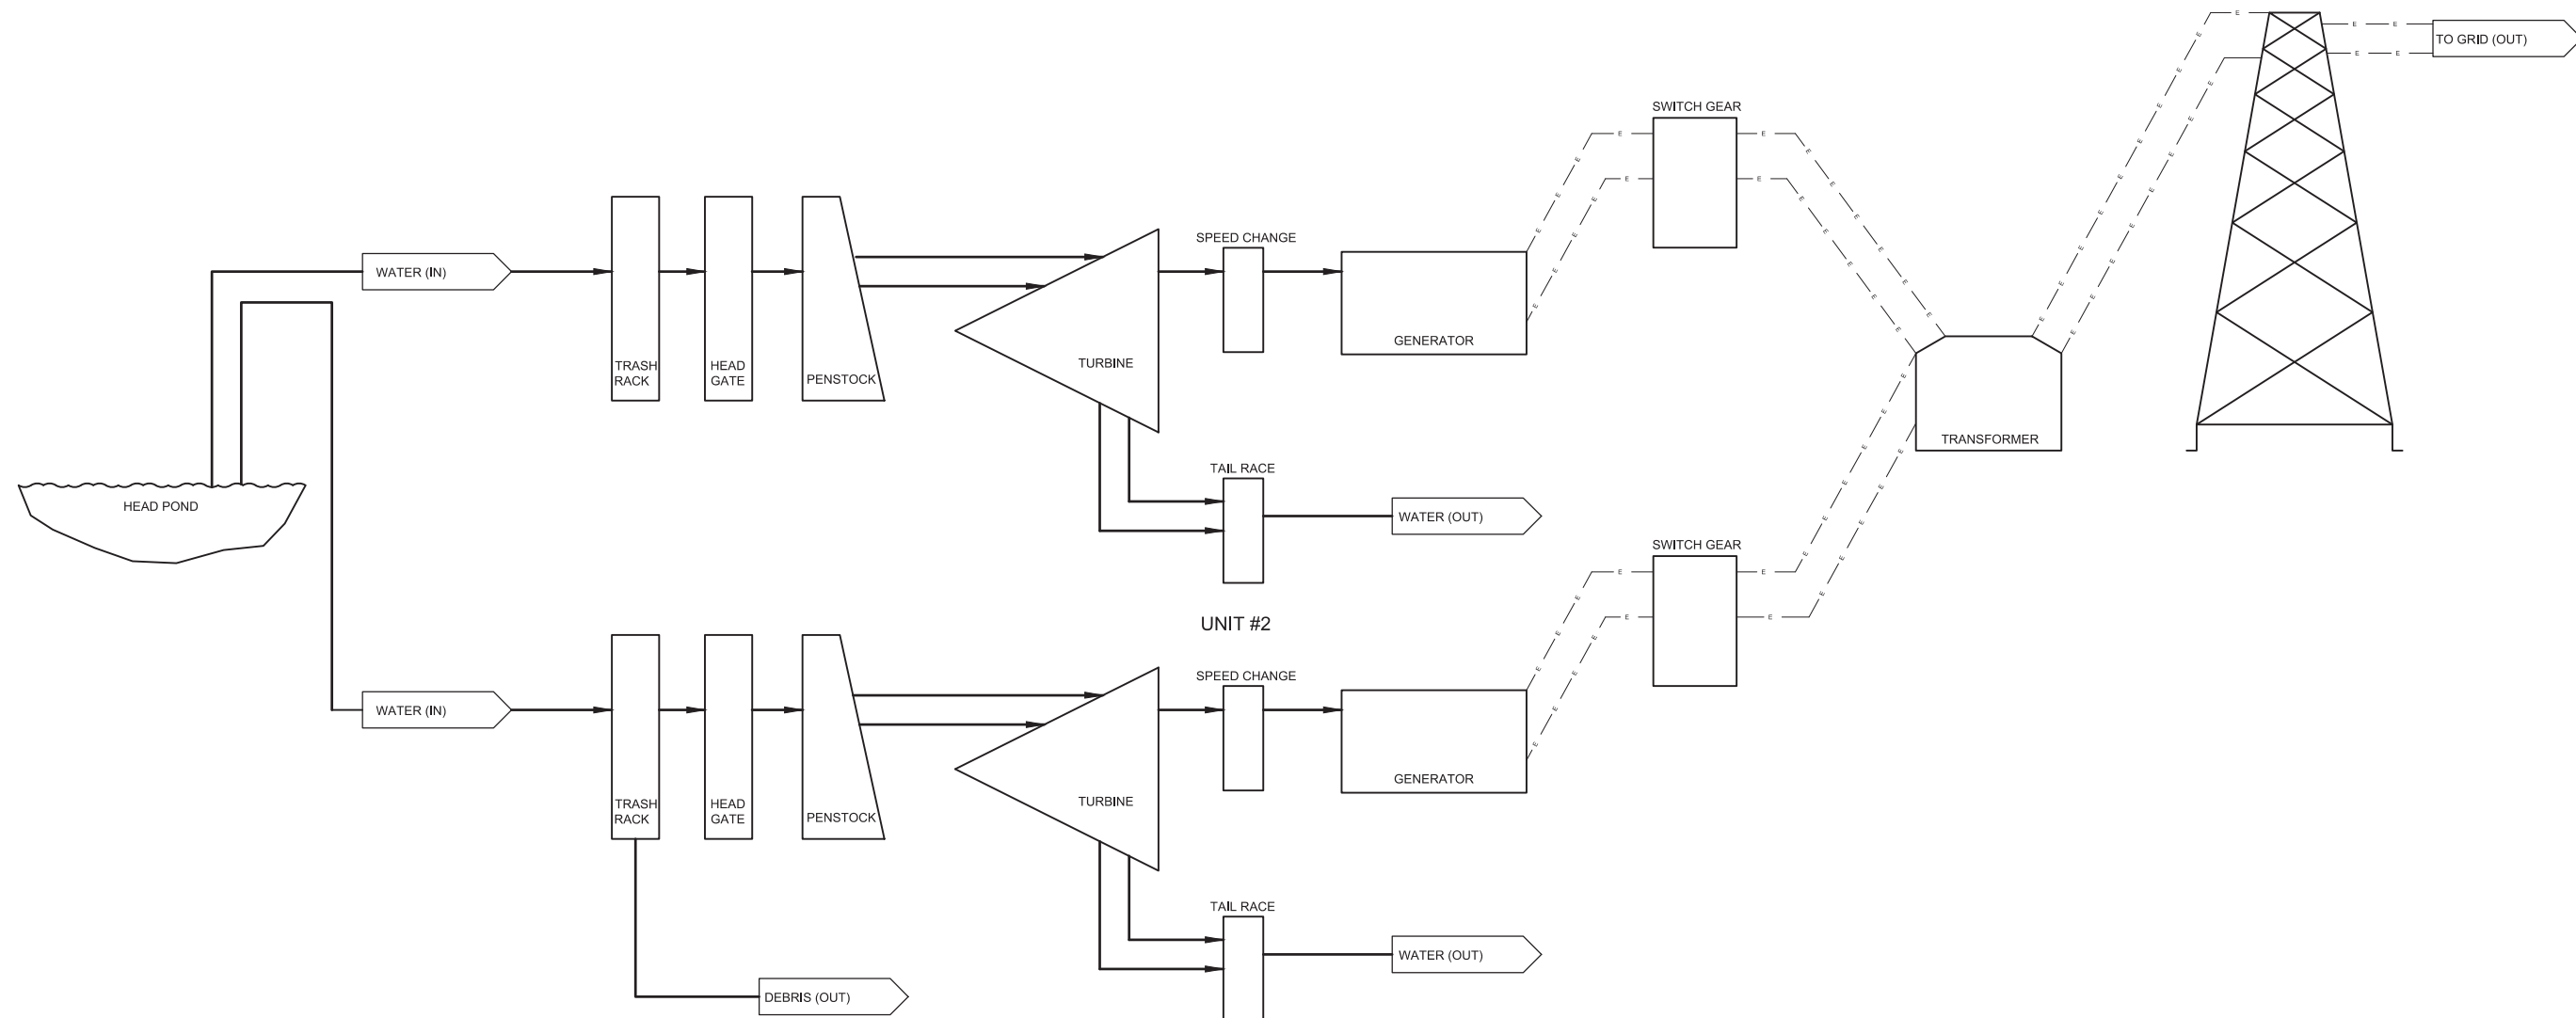 TO GRID (OUT)
E E
E E
E
SWITCH GEAR
E E
E E
SPEED CHANGE
WATER (IN)
TRASH
RACK
HEAD
GATE
PENSTOCK
TURBINE
GENERATOR
TRANSFORMER
TAIL RACE
WATER (OUT)
HEAD POND
SWITCH GEAR
E E
E E
UNIT #2
SPEED CHANGE
WATER (IN)
TRASH
RACK
HEAD
GATE
PENSTOCK
TURBINE
GENERATOR
TAIL RACE
WATER (OUT)
DEBRIS (OUT)